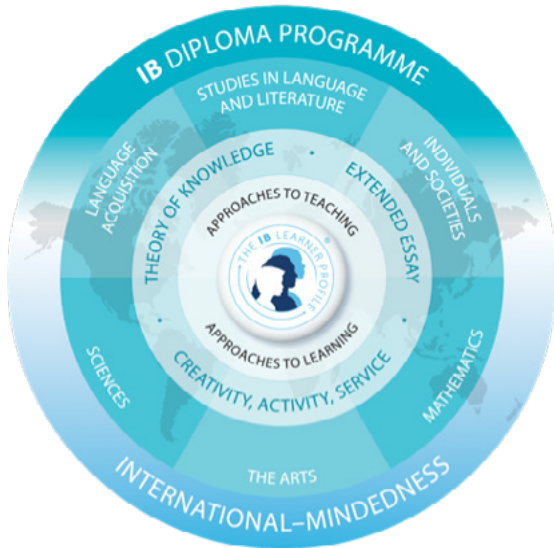 IB DIPLOMA PROGRAMME
STUDIES IN LANGUAGE
AND LITERATURE
LANGUAGE
ACQUISITION
INDIVIDUALS
AND SOCIETIES
THEORY OF KNOWLEDGE
·
EXTENDED ESSAY
·
APPROACHES TO TEACHING
THE IB LEARNER PROFILE
®
APPROACHES TO LEARNING
·
CREATIVITY, ACTIVITY, SERVICE
SCIENCES
MATHEMATICS
THE ARTS
INTERNATIONAL–MINDEDNESS